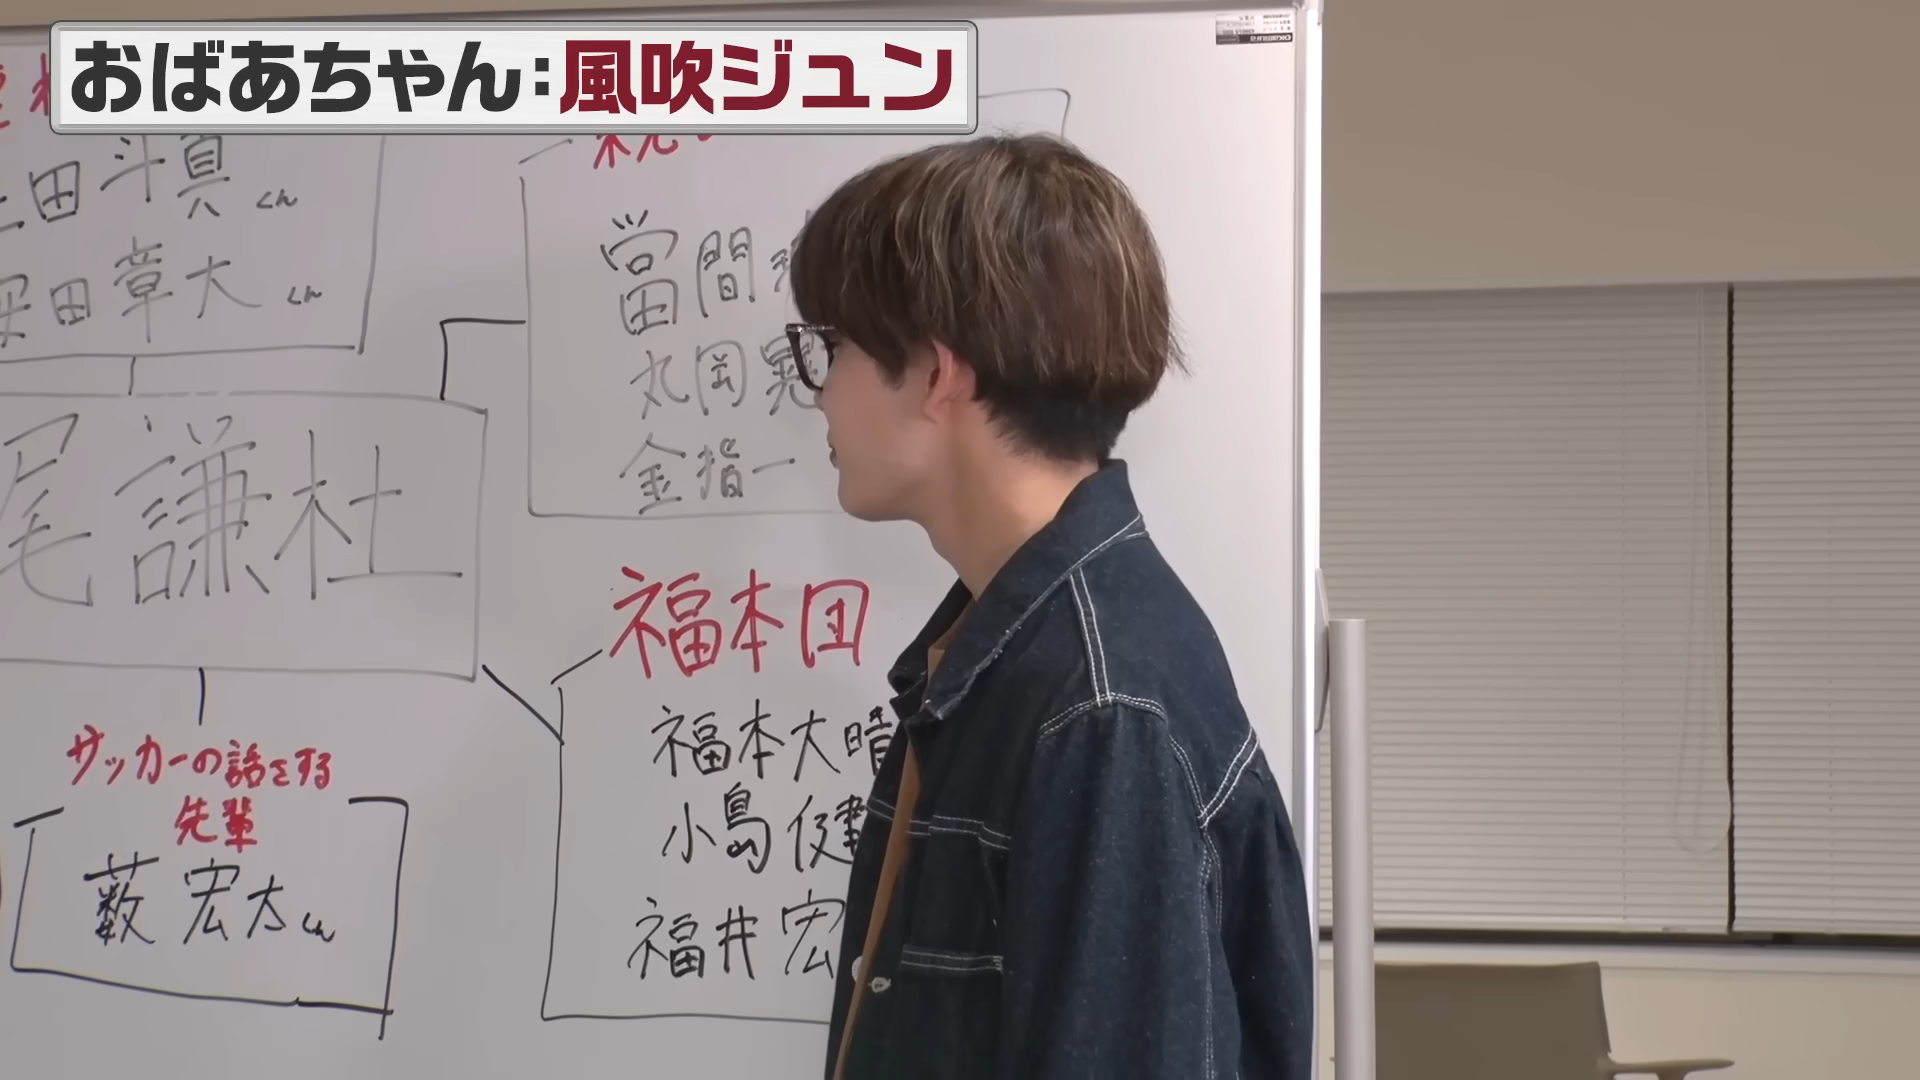 おばあちゃん:風吹ジュン
田斗真くん
田章大くん
尾謙杜
當間
丸岡
金指一
福本団
福本大晴
小島健
福井宏
サッカーの話をする
先輩
薮宏太くん